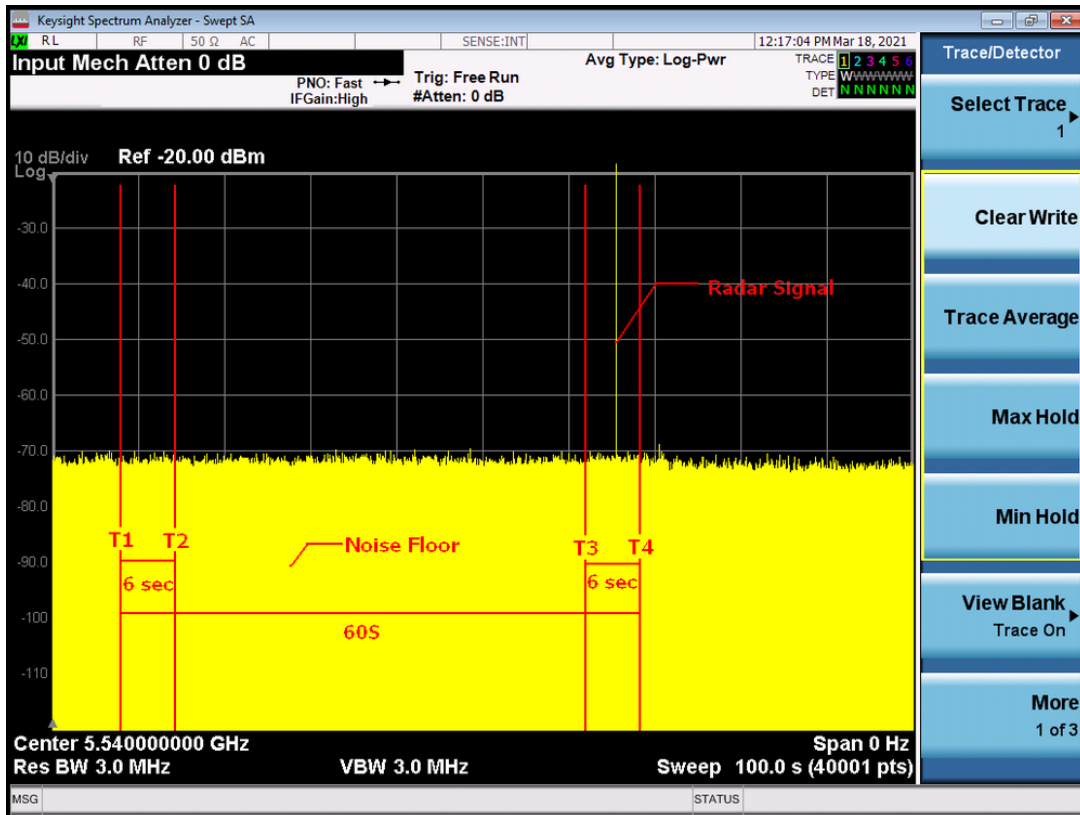 Keysight Spectrum Analyzer - Swept SA
LXI RL RF 50 Ω AC SENSE:INT 12:17:04 PM Mar 18, 2021
Input Mech Atten 0 dB
PNO: Fast
IFGain:High
Trig: Free Run
#Atten: 0 dB
Avg Type: Log-Pwr
TRACE 1 2 3 4 5 6
TYPE WWWWWW
DET N N N N N N
10 dB/div Ref -20.00 dBm
Log
-30.0
-40.0
-50.0
-60.0
-70.0
-80.0
-90.0
-100
-110
Radar Signal
T1 T2
Noise Floor
T3 T4
6 sec
6 sec
60S
Center 5.540000000 GHz Span 0 Hz
Res BW 3.0 MHz VBW 3.0 MHz Sweep 100.0 s (40001 pts)
MSG STATUS
Trace/Detector
Select Trace
1
Clear Write
Trace Average
Max Hold
Min Hold
View Blank
Trace On
More
1 of 3